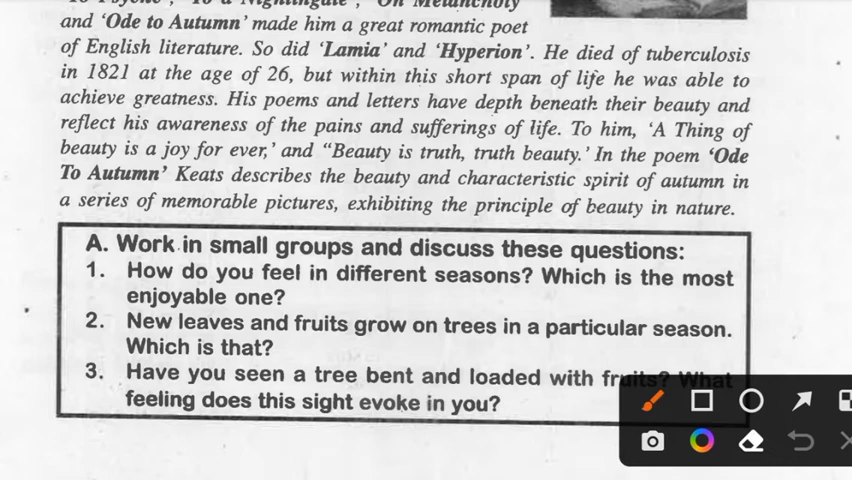 and 'Ode to Autumn' made him a great romantic poet
of English literature. So did 'Lamia' and 'Hyperion'. He died of tuberculosis
in 1821 at the age of 26, but within this short span of life he was able to
achieve greatness. His poems and letters have depth beneath their beauty and
reflect his awareness of the pains and sufferings of life. To him, 'A Thing of
beauty is a joy for ever,' and "Beauty is truth, truth beauty.' In the poem 'Ode
To Autumn' Keats describes the beauty and characteristic spirit of autumn in
a series of memorable pictures, exhibiting the principle of beauty in nature.
A. Work in small groups and discuss these questions:
1. How do you feel in different seasons? Which is the most
enjoyable one?
2. New leaves and fruits grow on trees in a particular season.
Which is that?
3. Have you seen a tree bent and loaded with fruits? What
feeling does this sight evoke in you?